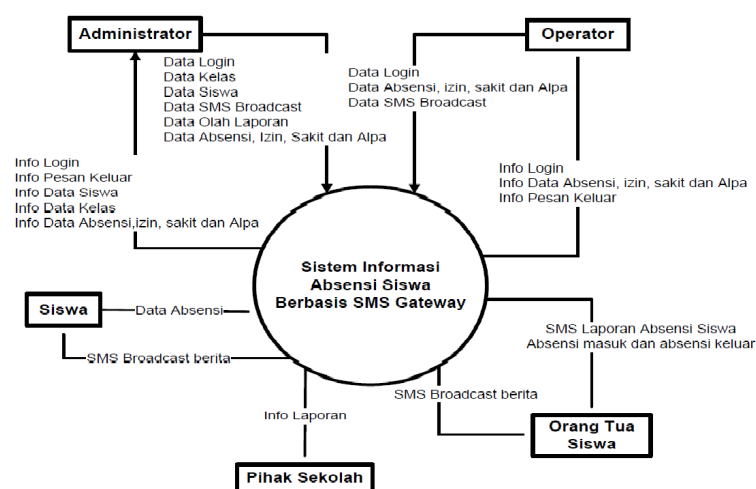 Administrator
Operator
Data Login
Data Kelas
Data Siswa
Data SMS Broadcast
Data Olah Laporan
Data Absensi, Izin, Sakit dan Alpa
Data Login
Data Absensi, izin, sakit dan Alpa
Data SMS Broadcast
Info Login
Info Pesan Keluar
Info Data Siswa
Info Data Kelas
Info Data Absensi,izin, sakit dan Alpa
Info Login
Info Data Absensi, izin, sakit dan Alpa
Info Pesan Keluar
Sistem Informasi
Absensi Siswa
Berbasis SMS Gateway
Siswa
Data Absensi
SMS Broadcast berita
SMS Laporan Absensi Siswa
Absensi masuk dan absensi keluar
SMS Broadcast berita
Info Laporan
Orang Tua
Siswa
Pihak Sekolah